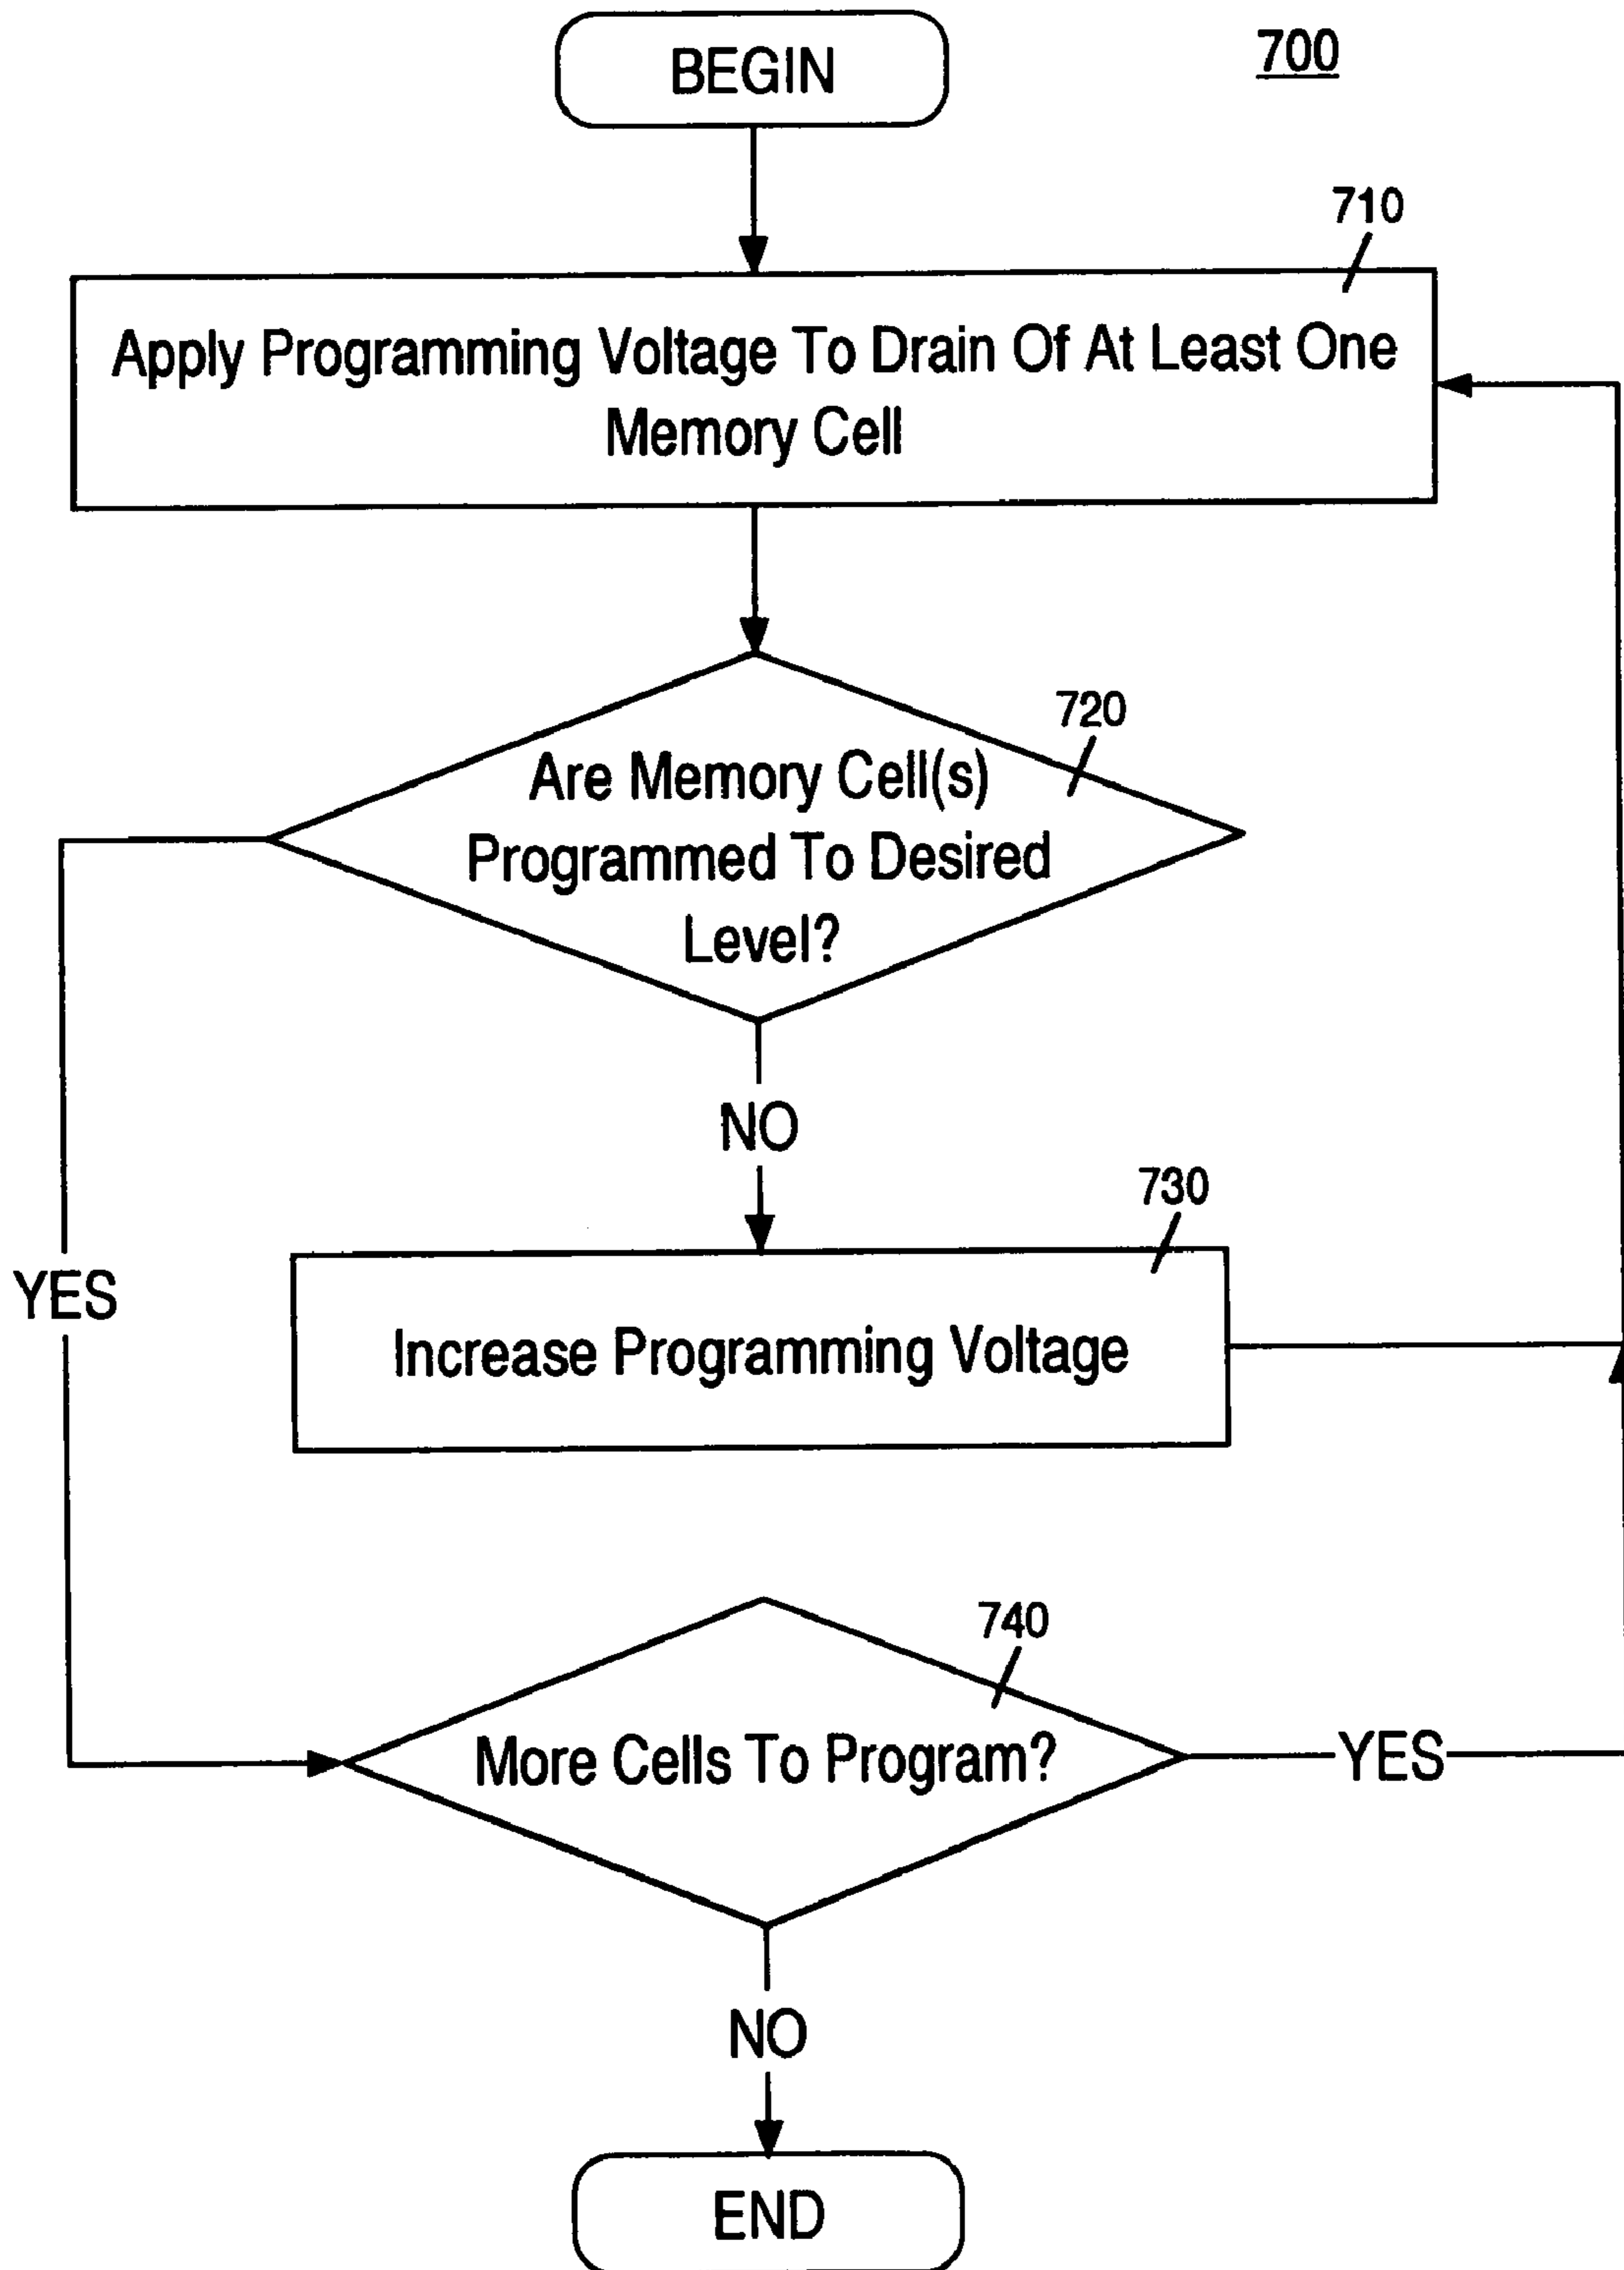 BEGIN
700
710
Apply Programming Voltage To Drain Of At Least One
Memory Cell
720
Are Memory Cell(s)
Programmed To Desired
Level?
NO
730
YES
Increase Programming Voltage
740
More Cells To Program?
YES
NO
END